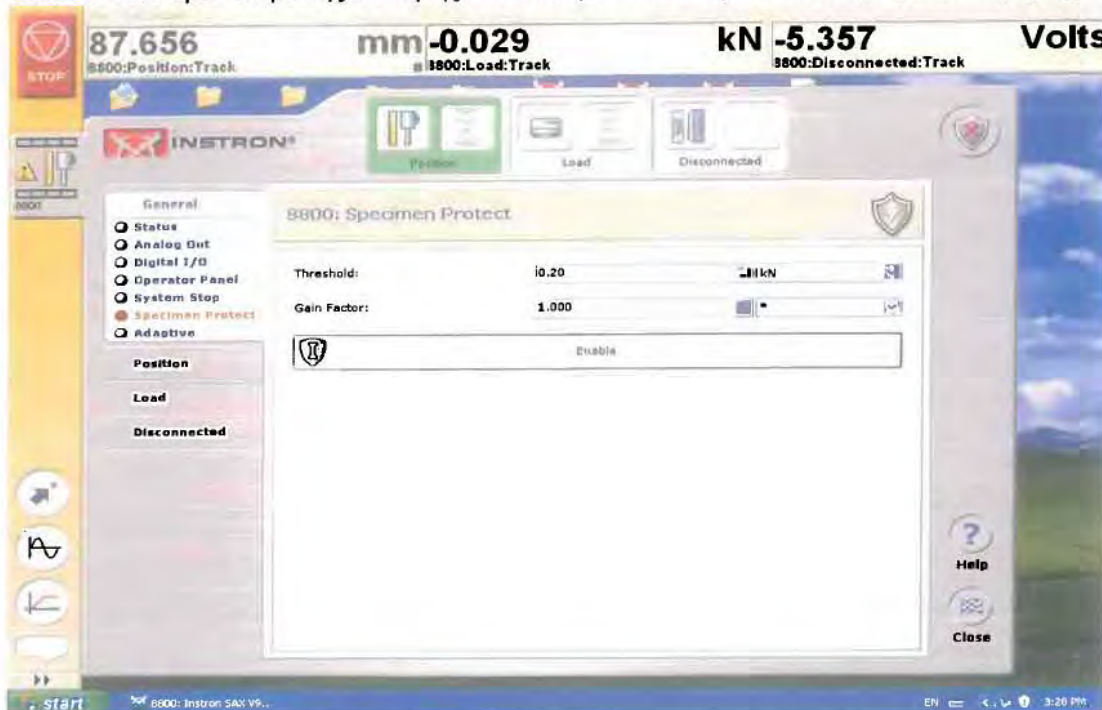 87.656 mm -0.029 kN -5.357 Volts
8800:Position:Track 8800:Load:Track 8800:Disconnected:Track
STOP
INSTRON®
Position Load Disconnected
8800
General
8800: Specimen Protect
Status
Analog Out
Digital I/O
Operator Panel
System Stop
Specimen Protect
Adaptive
Threshold: i0.20 kN
Gain Factor: 1.000
Enable
Position
Load
Disconnected
?
Help
Close
start 8800: Instron SAX V9.. EN 3:20 PM